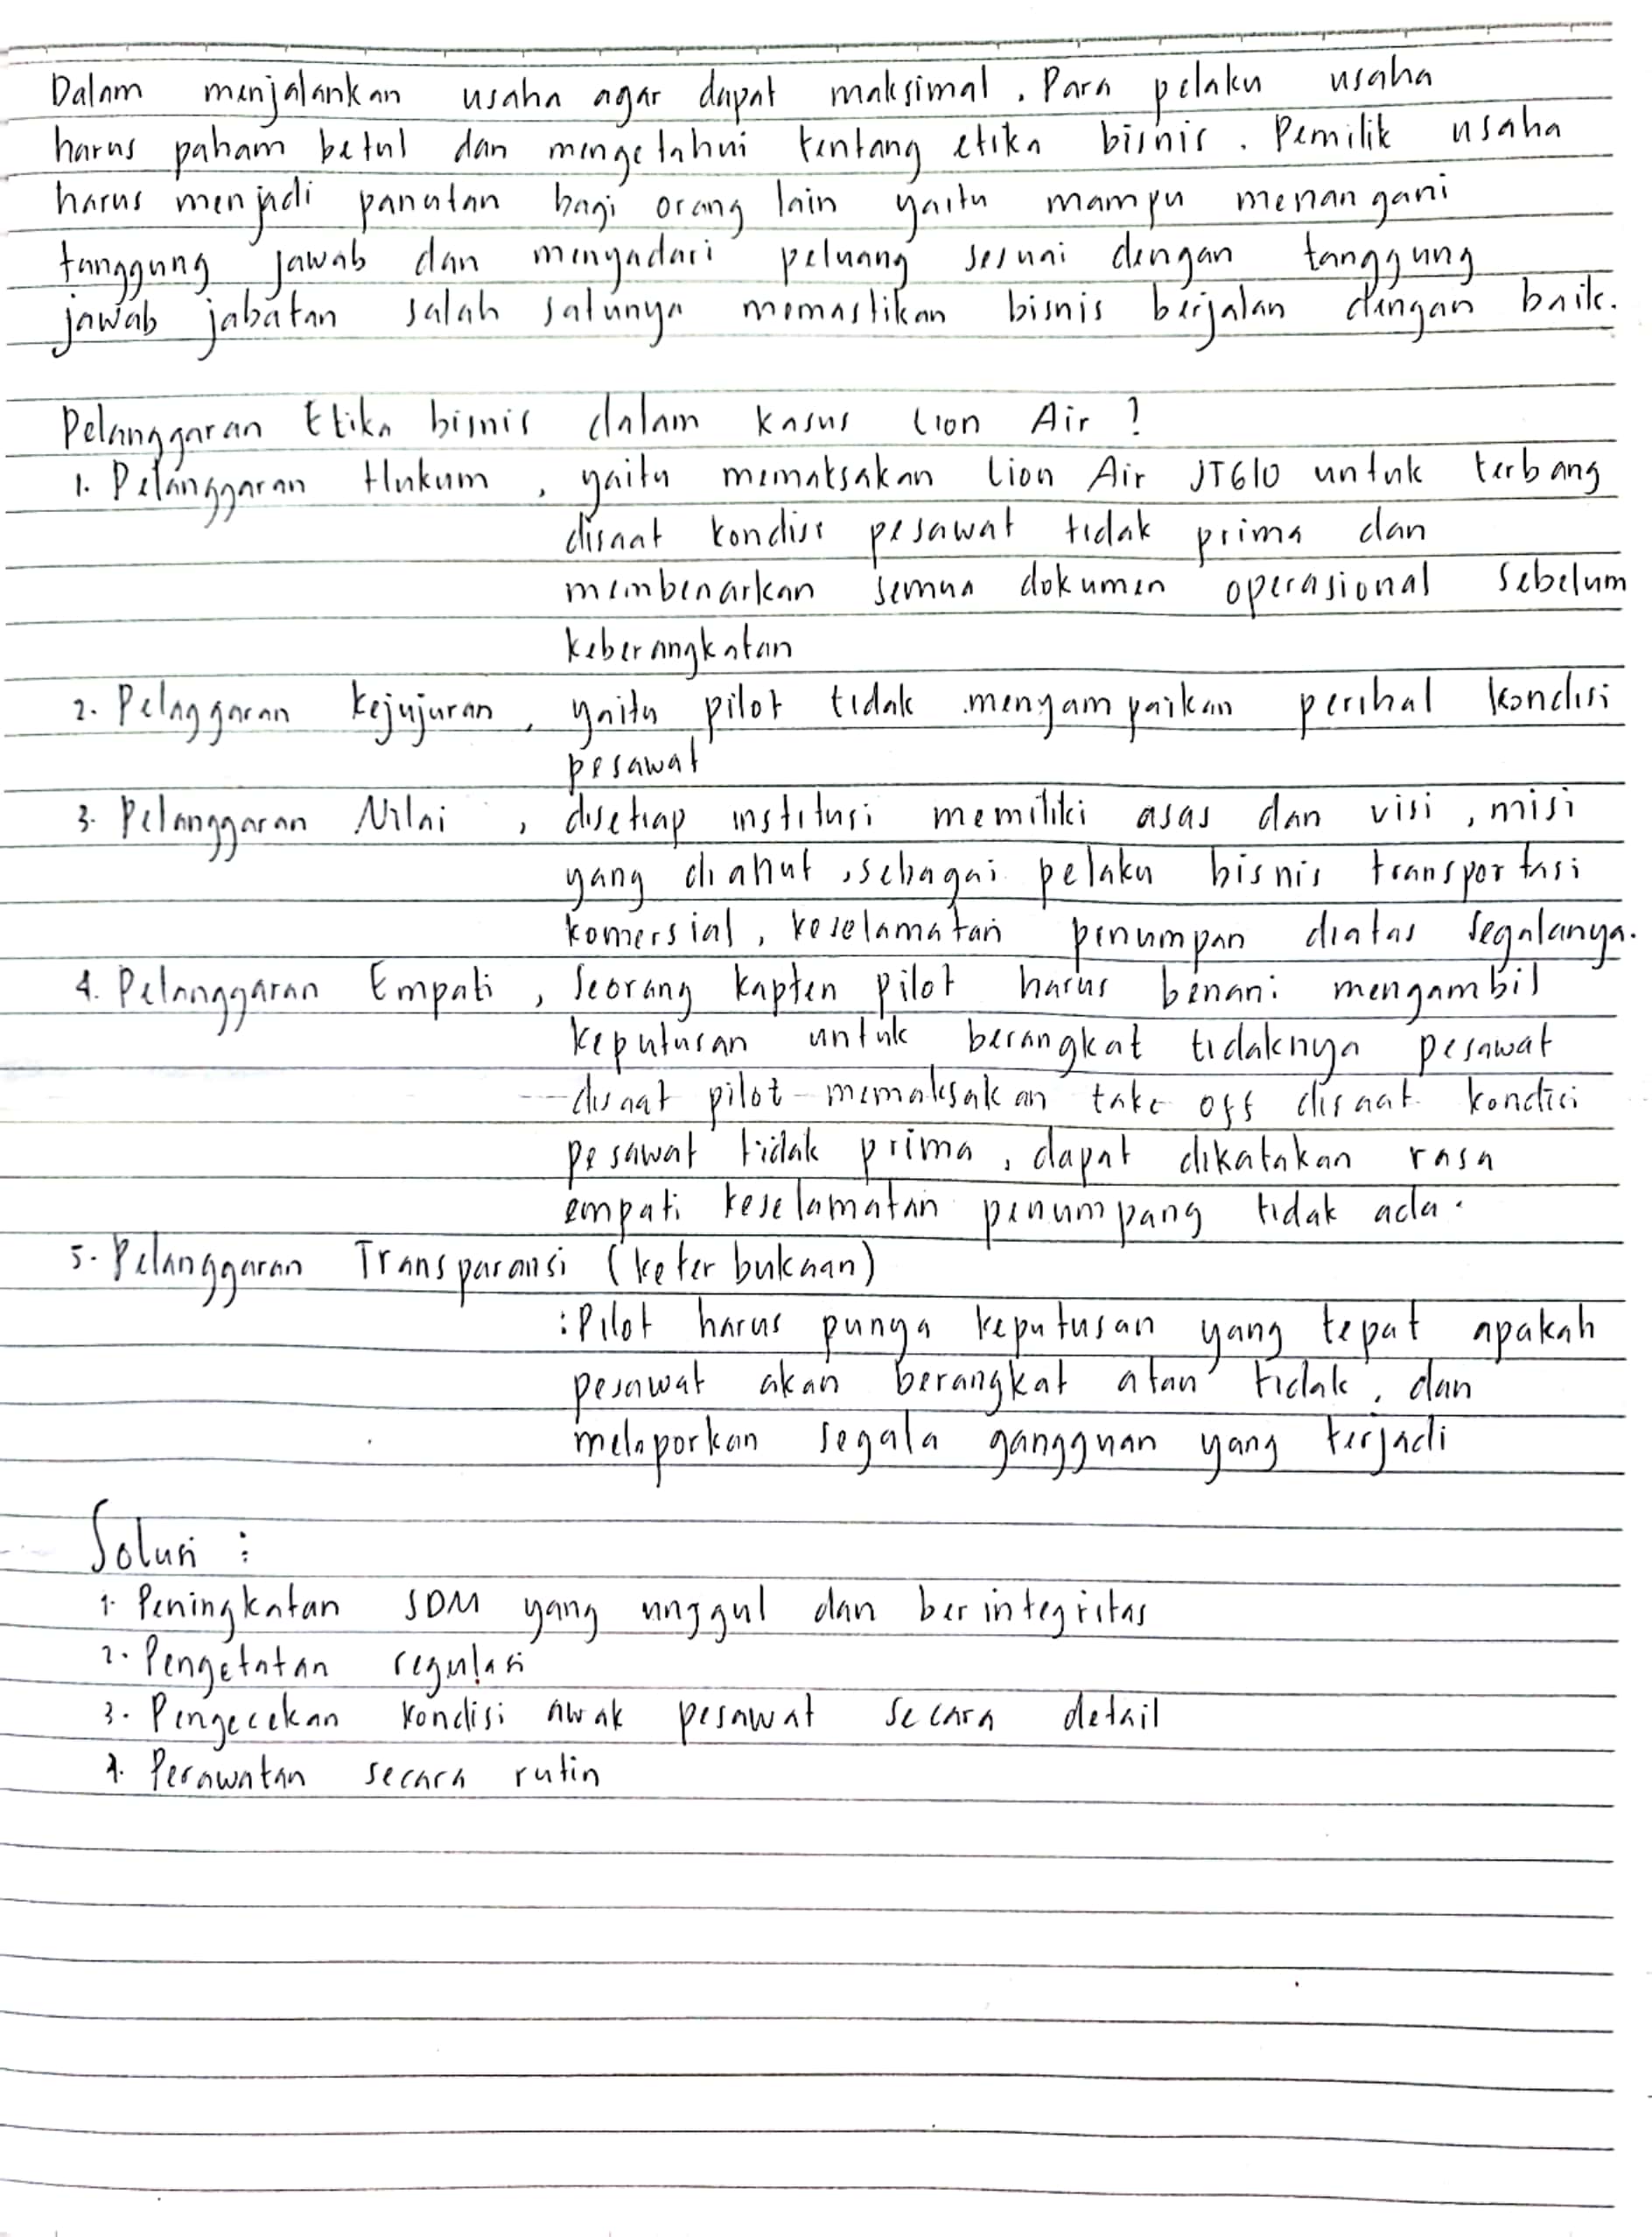 Dalam menjalankan usaha agar dapat maksimal. Para pelaku usaha
harus paham betul dan mengetahui tentang etika bisnis. Pemilik usaha
harus menjadi panutan bagi orang lain yaitu mampu menangani
tanggung jawab dan menyadari peluang sesuai dengan tanggung
jawab jabatan salah satunya memastikan bisnis berjalan dengan baik.
Pelanggaran Etika bisnis dalam kasus Lion Air ?
1. Pelanggaran Hukum , yaitu memaksakan Lion Air JT610 untuk terbang
disaat kondisi pesawat tidak prima dan
membenarkan semua dokumen operasional sebelum
keberangkatan
2. Pelaggaran Kejujuran , yaitu pilot tidak menyampaikan perihal kondisi
pesawat
3. Pelanggaran Nilai , disetiap institusi memiliki asas dan visi , misi
yang dianut , sebagai pelaku bisnis transportasi
komersial , keselamatan penumpan diatas segalanya.
4. Pelanggaran Empati , Seorang kapten pilot harus benani mengambil
keputusan untuk berangkat tidaknya pesawat
disaat pilot memaksakan take off disaat kondisi
pesawat tidak prima , dapat dikatakan rasa
empati keselamatan penumpang tidak ada .
5. Pelanggaran Transparansi (keterbukaan)
: Pilot harus punya keputusan yang tepat apakah
pesawat akan berangkat atau tidak , dan
melaporkan segala gangguan yang terjadi
Solusi :
1. Peningkatan SDM yang unggul dan berintegritas
2. Pengetatan regulasi
3. Pengecekan kondisi awak pesawat secara detail
4. Perawatan secara rutin